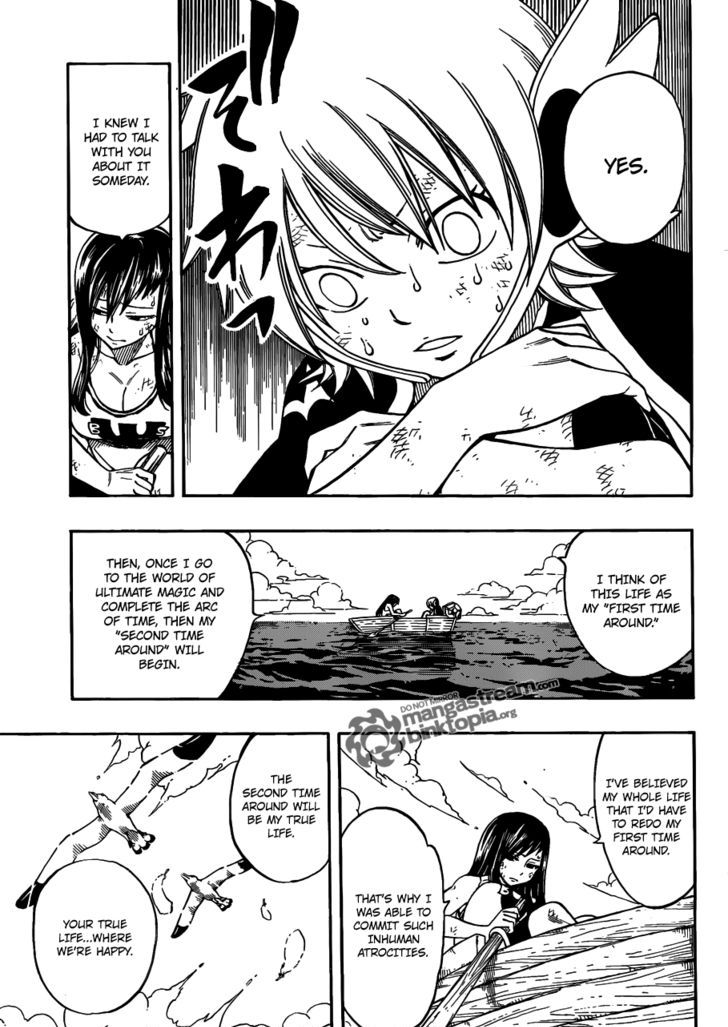 YES.
ぞ
わ
っ
I KNEW I
HAD TO TALK
WITH YOU
ABOUT IT
SOMEDAY.
BLUES
I THINK OF
THIS LIFE AS
MY "FIRST TIME
AROUND."
THEN, ONCE I GO
TO THE WORLD OF
ULTIMATE MAGIC AND
COMPLETE THE ARC
OF TIME, THEN MY
"SECOND TIME
AROUND" WILL
BEGIN.
DO NOT MIRROR
mangastream.com
binktopia.org
I'VE BELIEVED
MY WHOLE LIFE
THAT I'D HAVE
TO REDO MY
FIRST TIME
AROUND.
THAT'S WHY I
WAS ABLE TO
COMMIT SUCH
INHUMAN
ATROCITIES.
THE
SECOND TIME
AROUND WILL
BE MY TRUE
LIFE.
YOUR TRUE
LIFE...WHERE
WE'RE HAPPY.